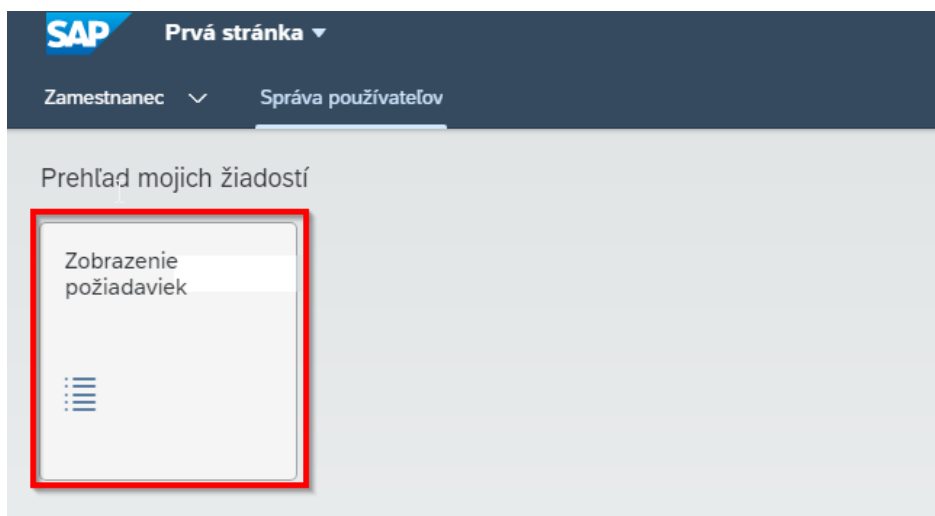 SAP Prvá stránka
Zamestnanec Správa používateľov
Prehľad mojich žiadostí
Zobrazenie
požiadaviek